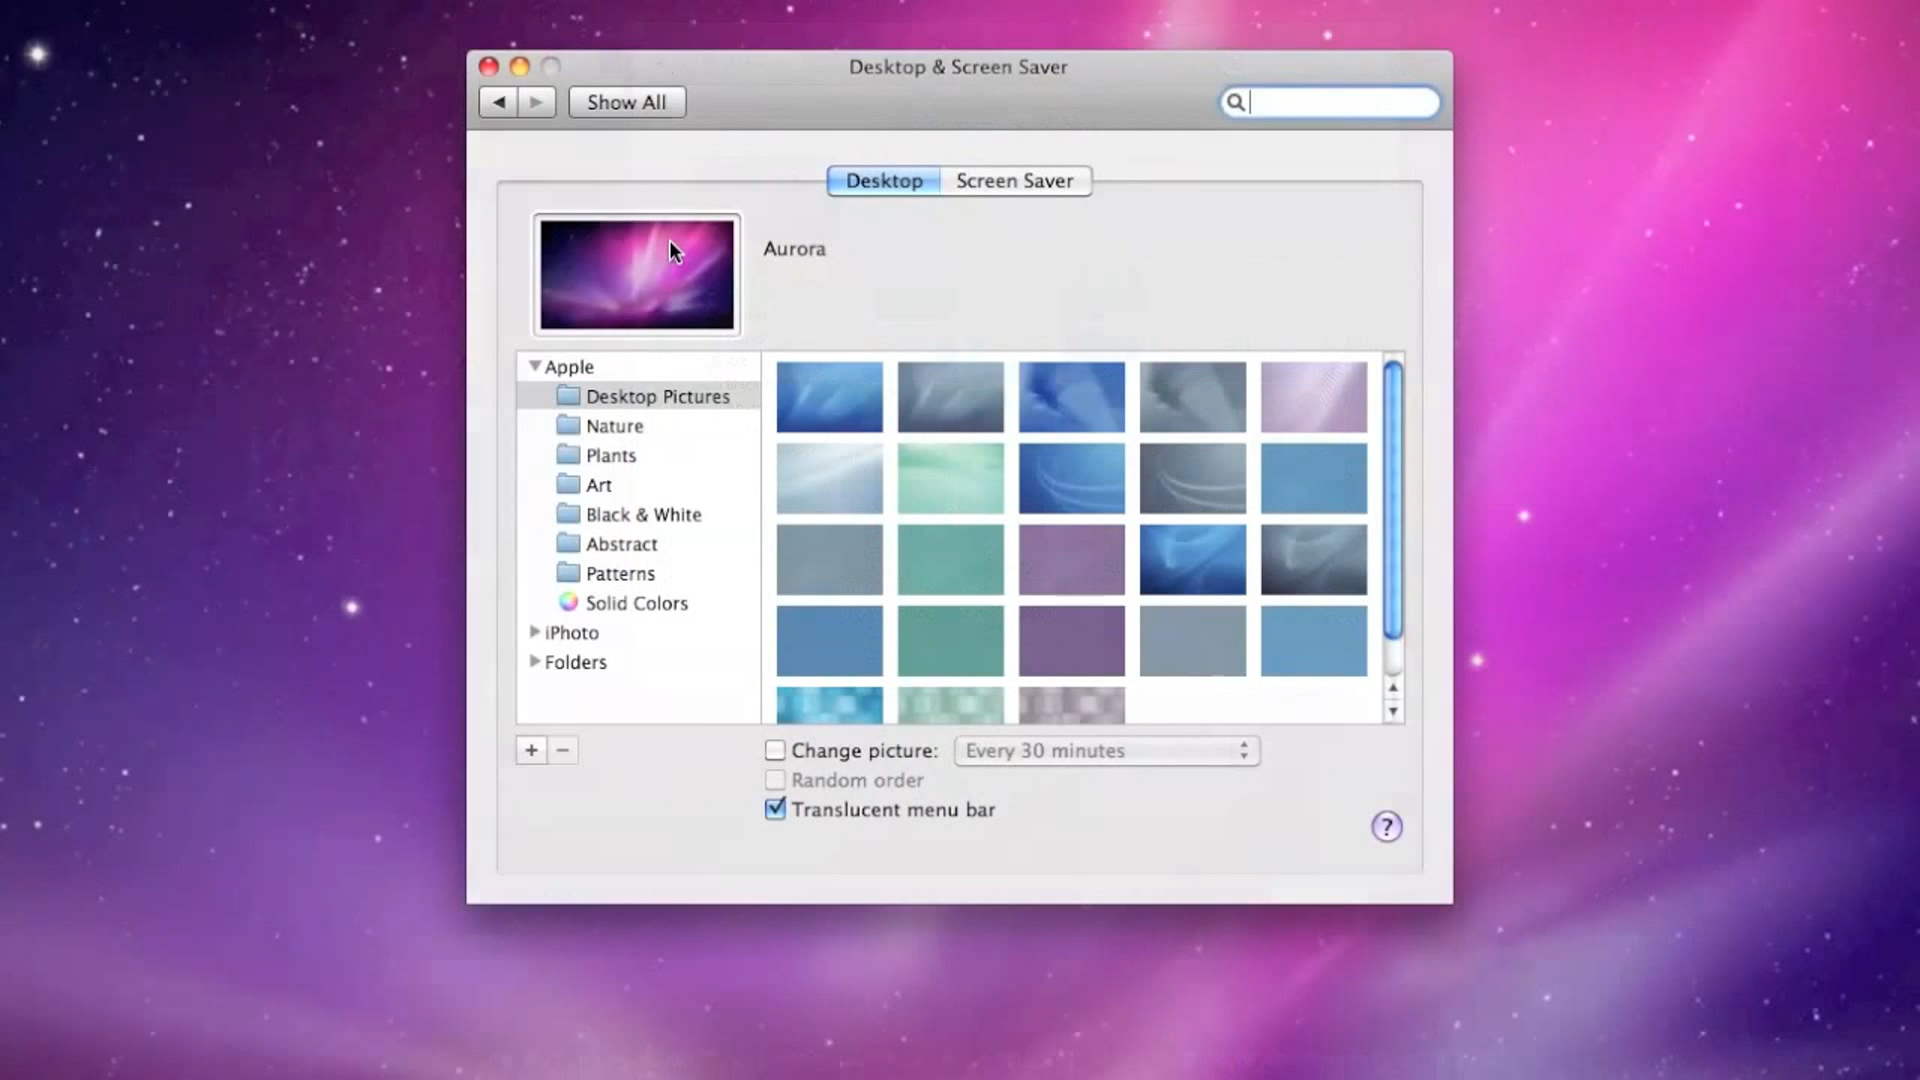 Desktop & Screen Saver
Show All
Desktop Screen Saver
Aurora
Apple
Desktop Pictures
Nature
Plants
Art
Black & White
Abstract
Patterns
Solid Colors
iPhoto
Folders
+ −
Change picture: Every 30 minutes
Random order
Translucent menu bar
?